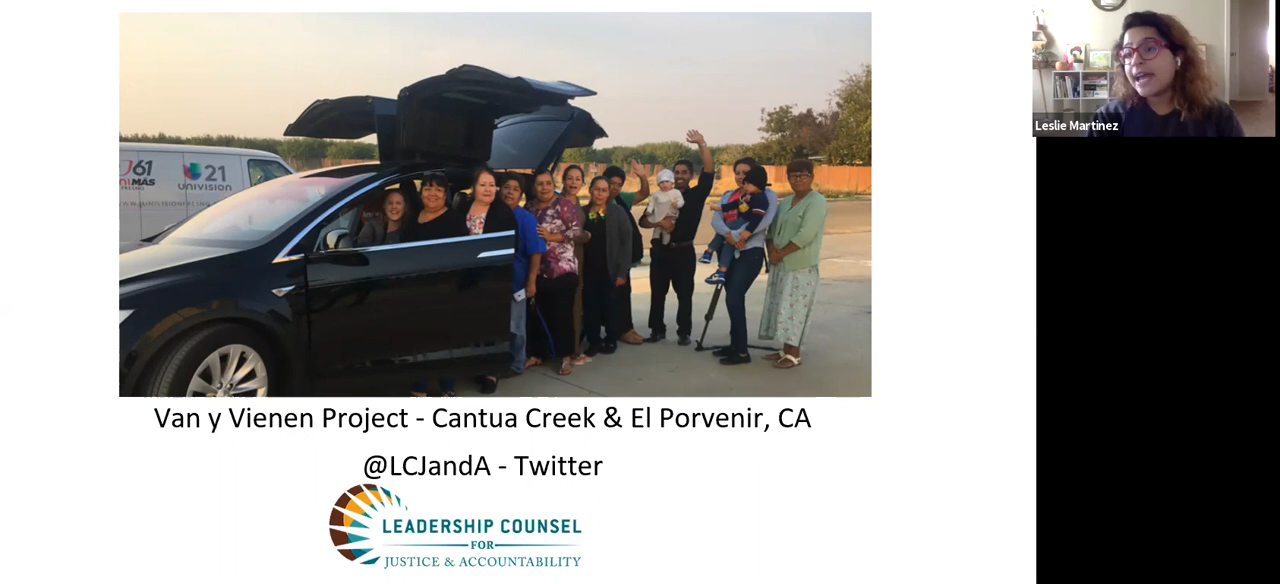 61
MÁS
21
UNIVISION
Leslie Martinez
Van y Vienen Project - Cantua Creek & El Porvenir, CA
@LCJandA - Twitter
LEADERSHIP COUNSEL
FOR
JUSTICE & ACCOUNTABILITY